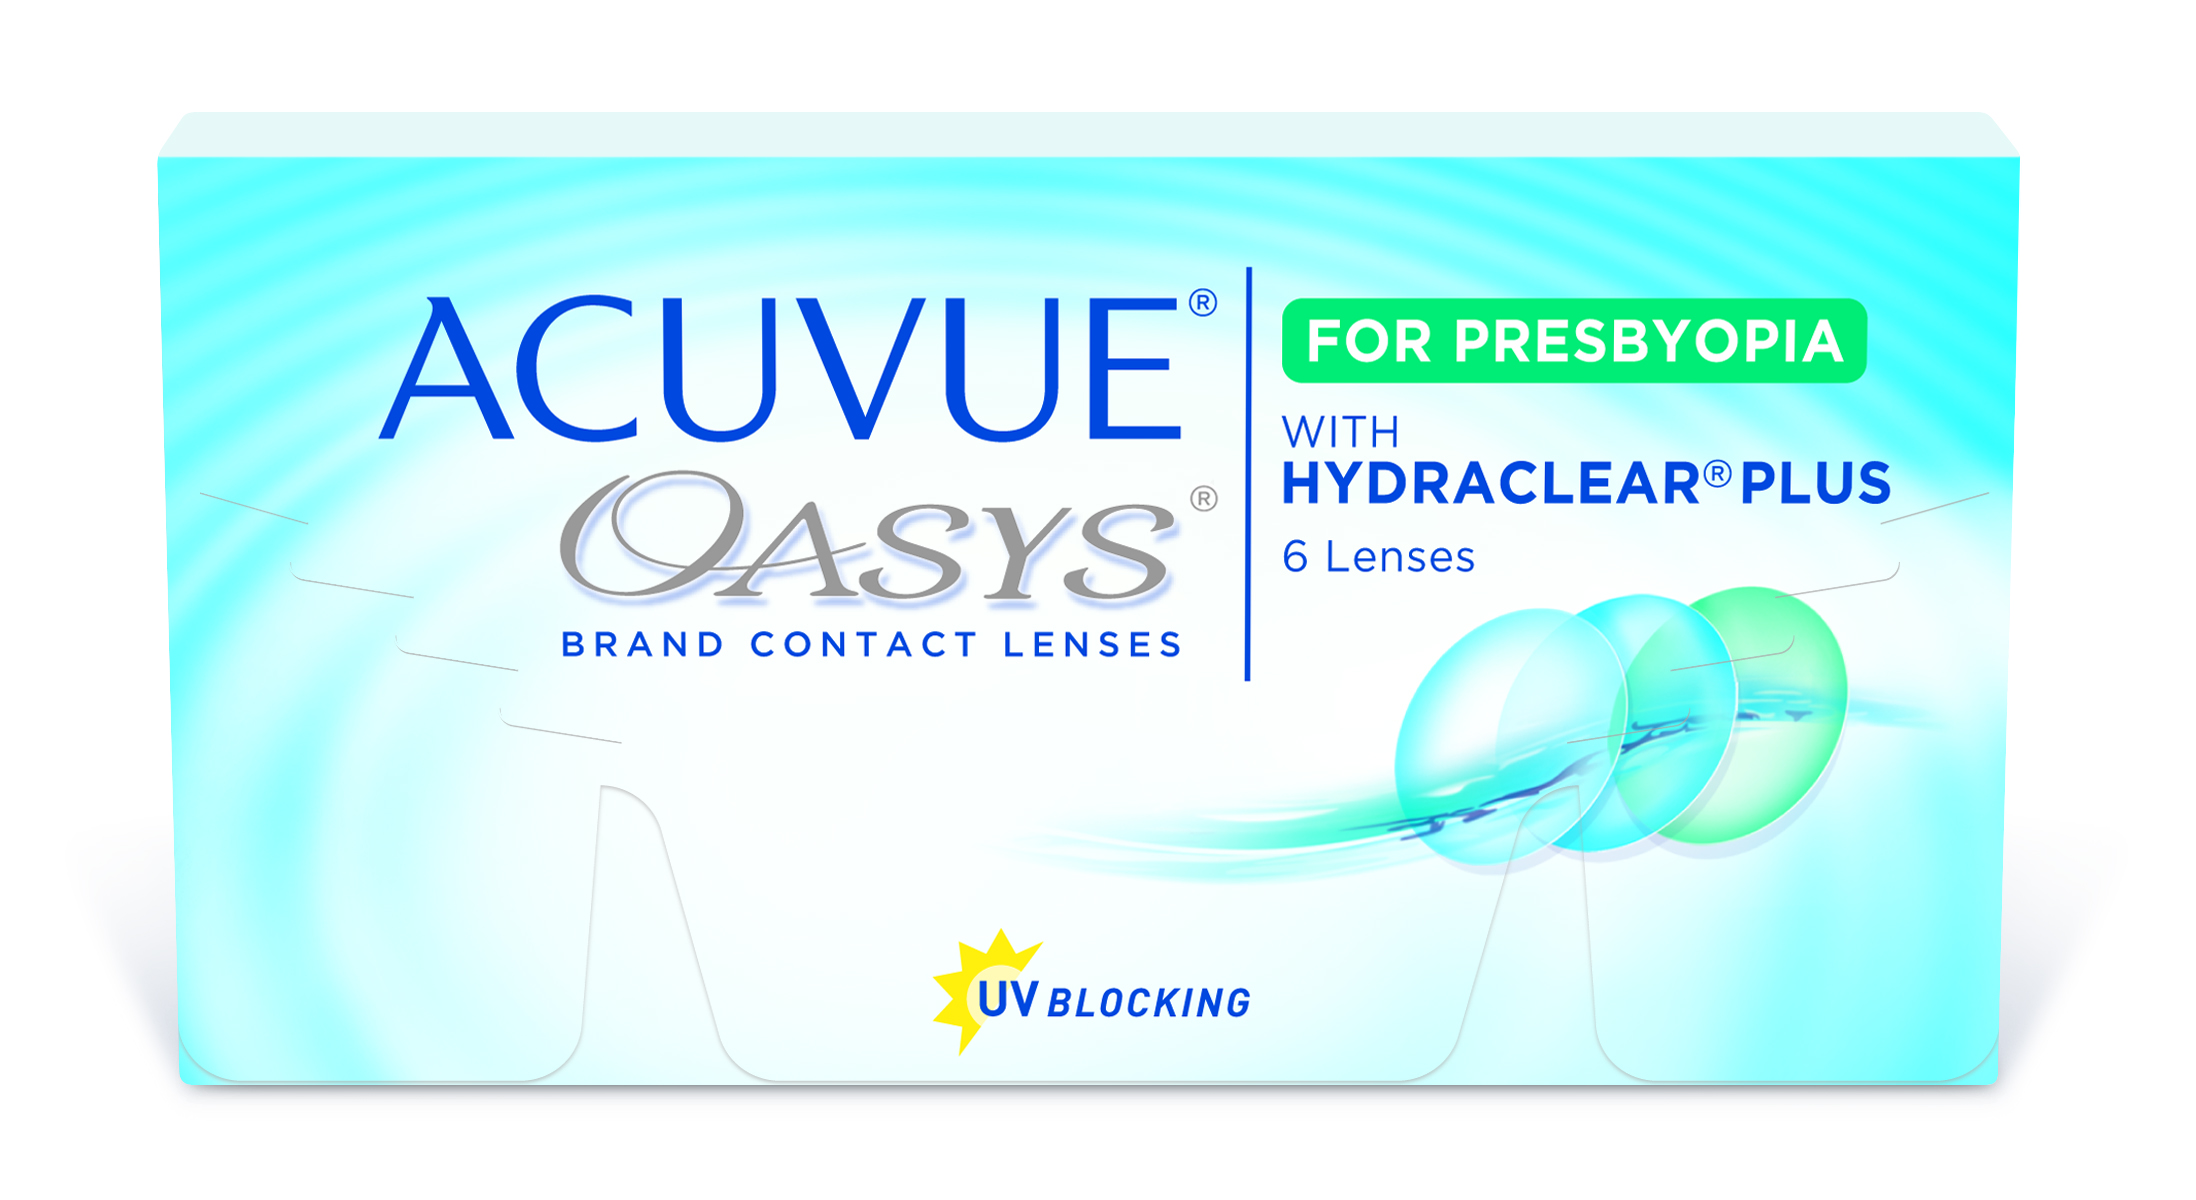 ACUVUE®
OASYS®
BRAND CONTACT LENSES
FOR PRESBYOPIA
WITH
HYDRACLEAR® PLUS
6 Lenses
UV BLOCKING